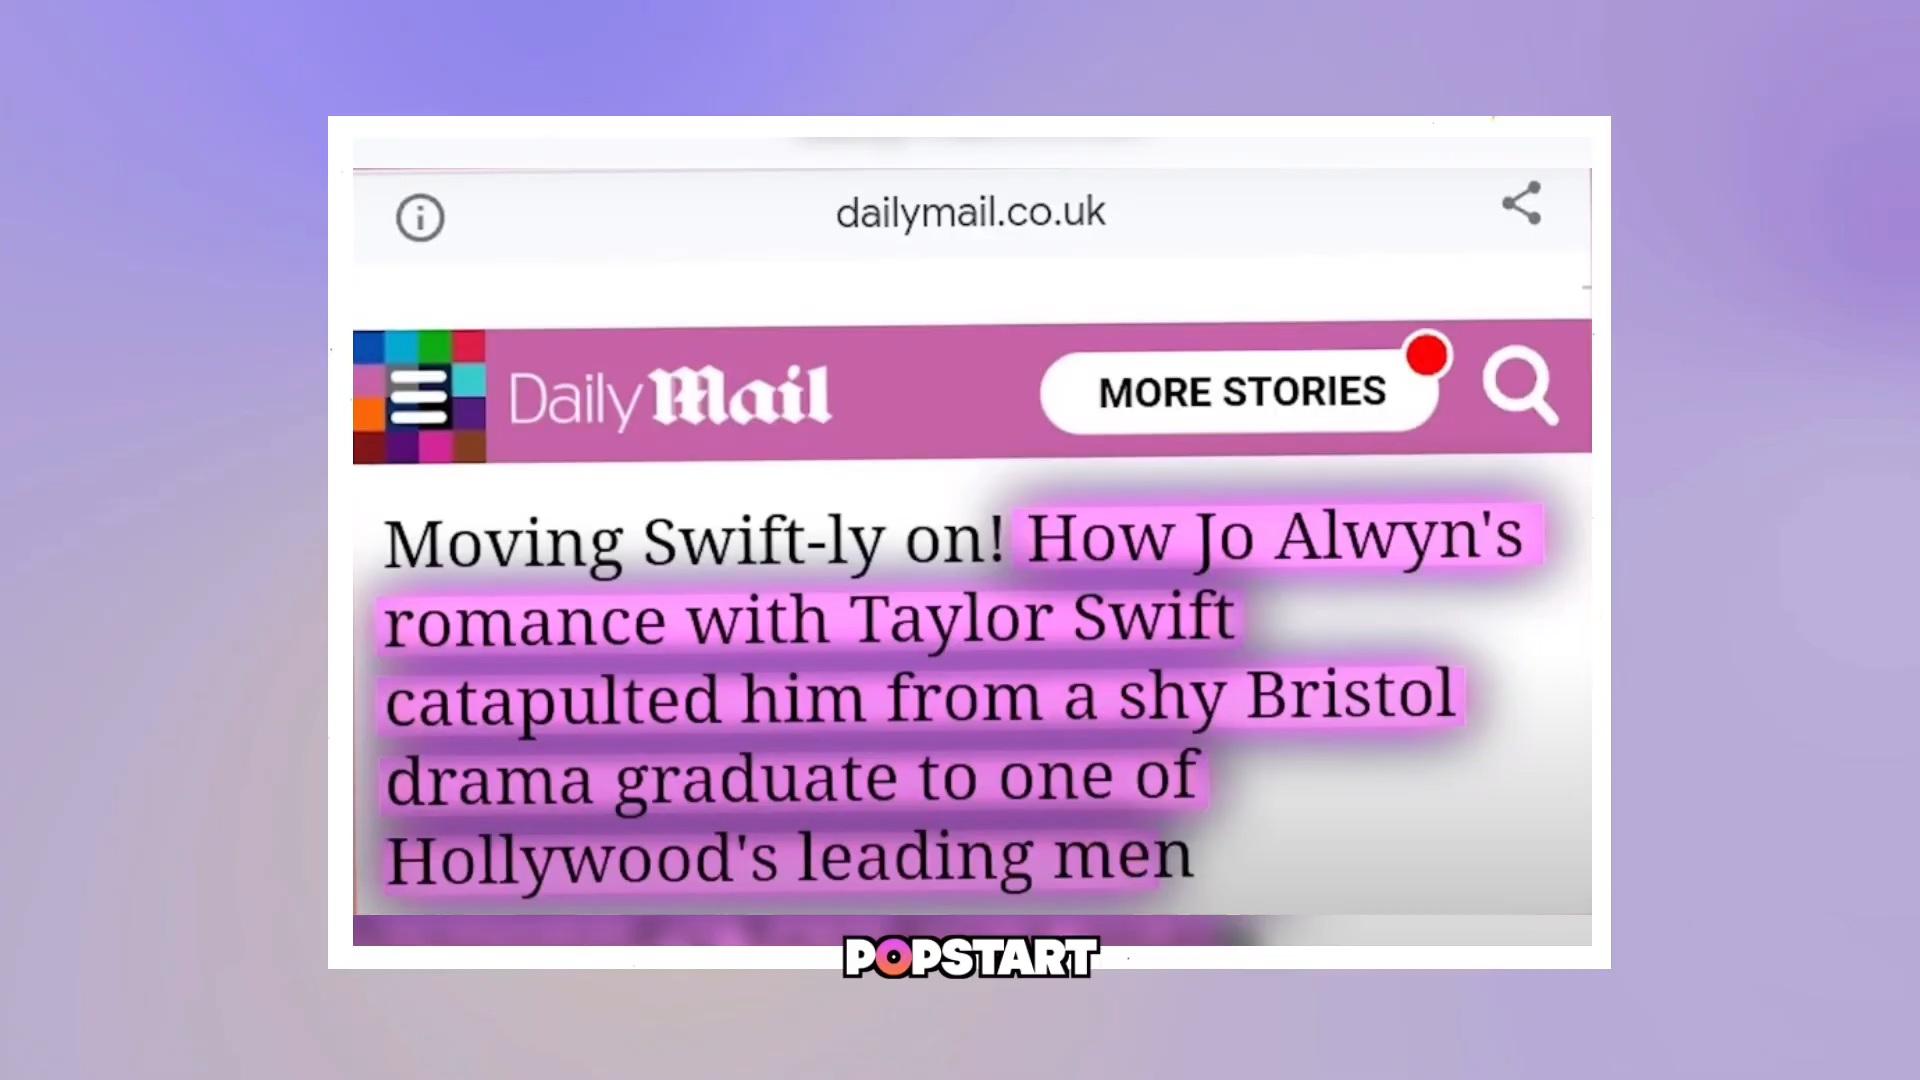 dailymail.co.uk
Daily Mail
MORE STORIES
Moving Swift-ly on! How Jo Alwyn's
romance with Taylor Swift
catapulted him from a shy Bristol
drama graduate to one of
Hollywood's leading men
POPSTART